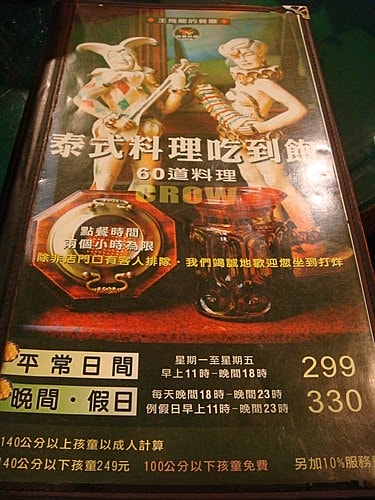 王飛龍的餐廳
泰式料理吃到飽
60道料理
CROW
點餐時間
兩個小時為限
除非店門口有客人排隊‧我們竭誠地歡迎您坐到打烊
平常日間
星期一至星期五
早上11時-晚間18時
299
晚間‧假日
每天晚間18時-晚間23時
例假日早上11時-晚間23時
330
140公分以上孩童以成人計算
140公分以下孩童249元 100公分以下孩童免費 另加10%服務